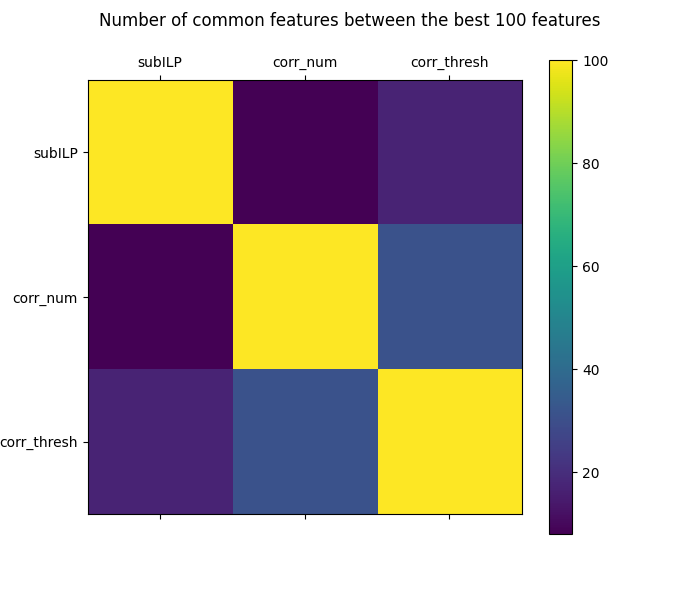 Number of common features between the best 100 features
subILP
corr_num
corr_thresh
100
80
60
40
20
subILP
corr_num
corr_thresh